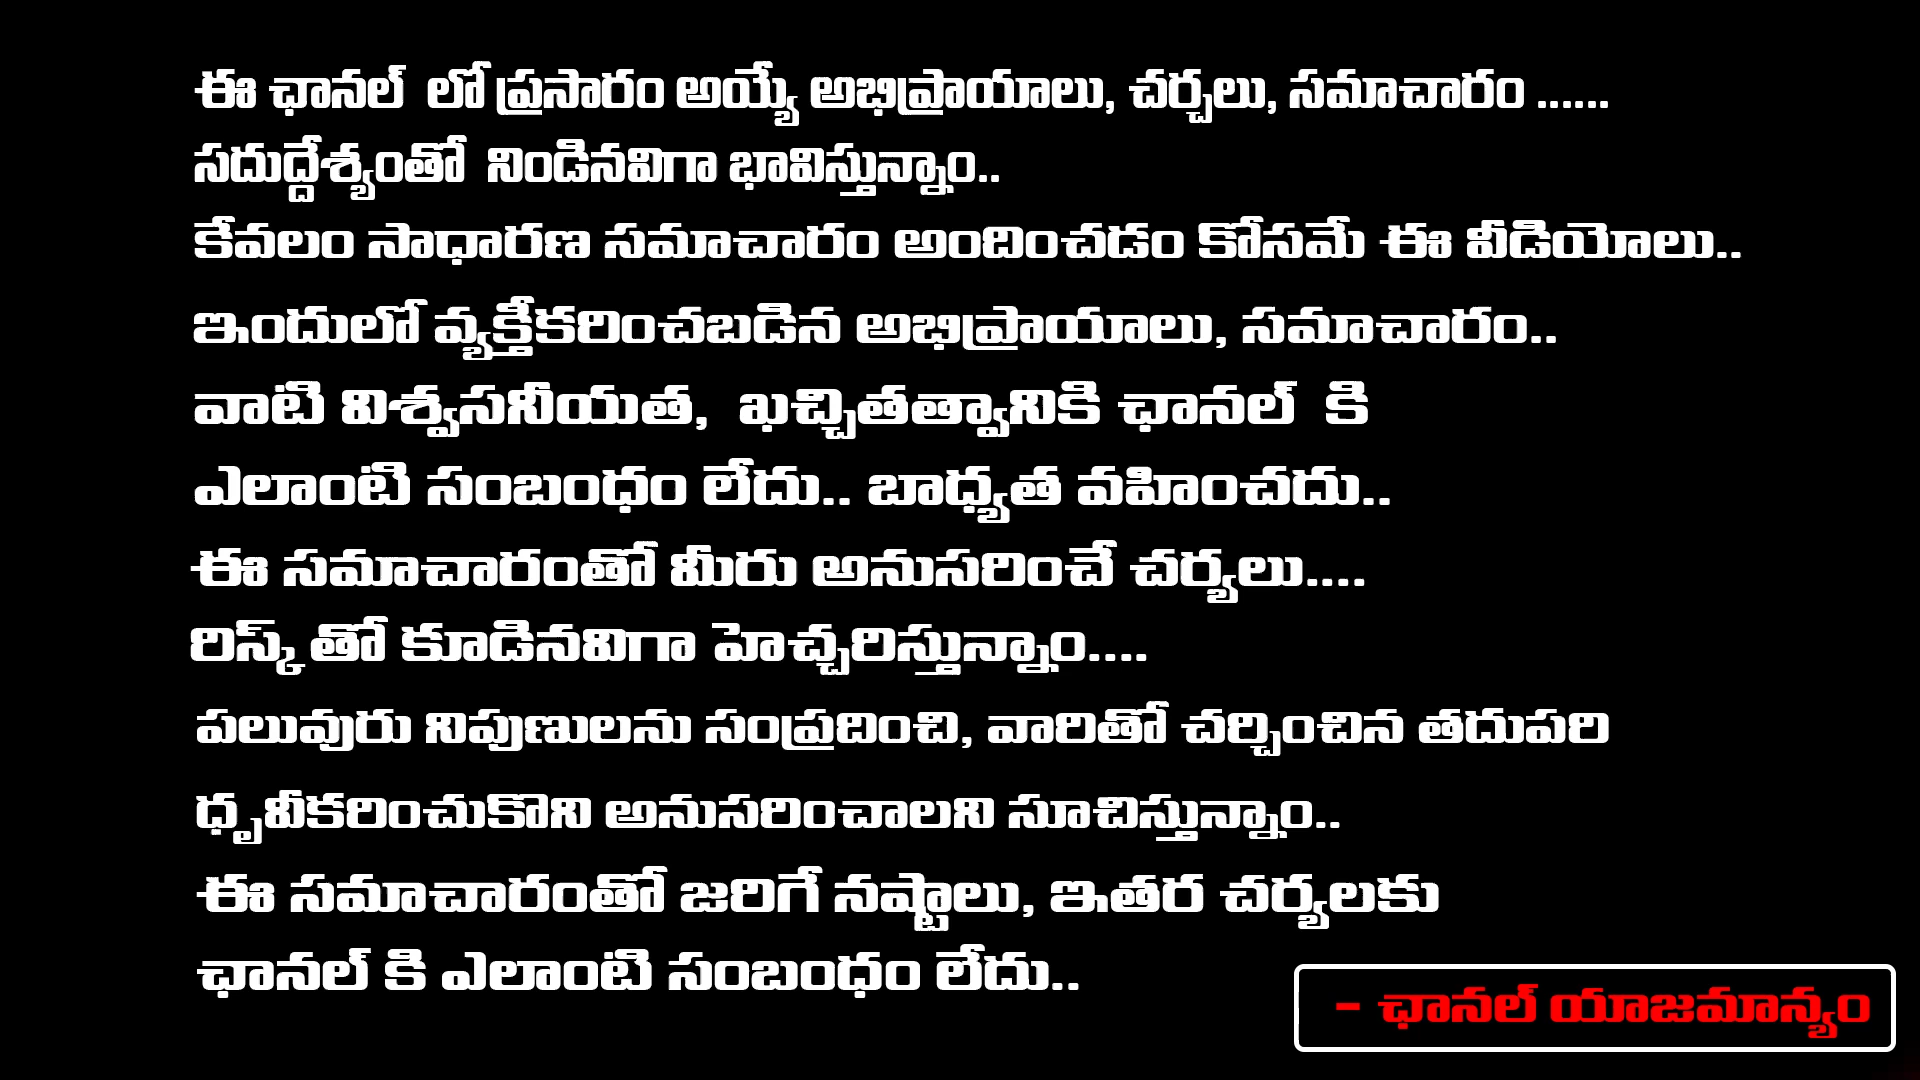 ఈ ఛానల్ లో ప్రసారం అయ్యే అభిప్రాయాలు, చర్చలు, సమాచారం ......
సదుద్దేశ్యంతో నిండినవిగా భావిస్తున్నాం..
కేవలం సాధారణ సమాచారం అందించడం కోసమే ఈ వీడియోలు..
ఇందులో వ్యక్తీకరించబడిన అభిప్రాయాలు, సమాచారం..
వాటి విశ్వసనీయత, ఖచ్చితత్వానికి ఛానల్ కి
ఎలాంటి సంబంధం లేదు.. బాధ్యత వహించదు..
ఈ సమాచారంతో మీరు అనుసరించే చర్యలు....
రిస్క్ తో కూడినవిగా హెచ్చరిస్తున్నాం....
పలువురు నిపుణులను సంప్రదించి, వారితో చర్చించిన తదుపరి
ధృవీకరించుకొని అనుసరించాలని సూచిస్తున్నాం..
ఈ సమాచారంతో జరిగే నష్టాలు, ఇతర చర్యలకు
ఛానల్ కి ఎలాంటి సంబంధం లేదు..
- ఛానల్ యాజమాన్యం